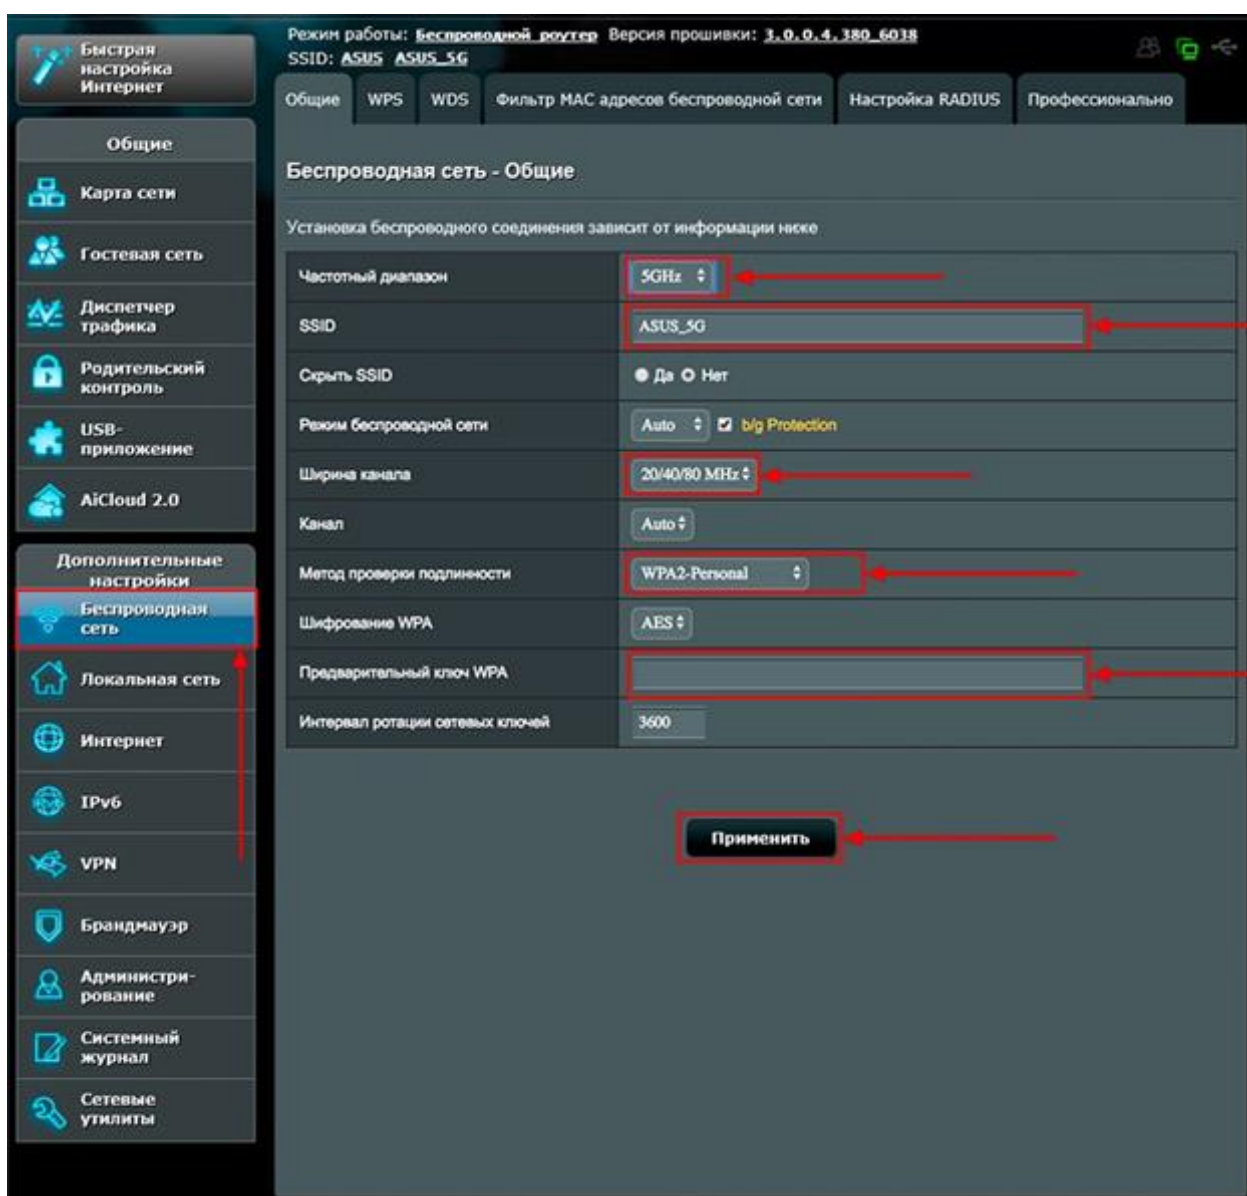 Быстрая
настройка
Интернет
Режим работы: Беспроводной роутер Версия прошивки: 3.0.0.4.380_6038
SSID: ASUS ASUS_5G
Общие WPS WDS Фильтр MAC адресов беспроводной сети Настройка RADIUS Профессионально
Общие
Карта сети
Гостевая сеть
Диспетчер
трафика
Родительский
контроль
USB-
приложение
AiCloud 2.0
Дополнительные
настройки
Беспроводная
сеть
Локальная сеть
Интернет
IPv6
VPN
Брандмауэр
Администри-
рование
Системный
журнал
Сетевые
утилиты
Беспроводная сеть - Общие
Установка беспроводного соединения зависит от информации ниже
Частотный диапазон 5GHz
SSID ASUS_5G
Скрыть SSID Да Нет
Режим беспроводной сети Auto b/g Protection
Ширина канала 20/40/80 MHz
Канал Auto
Метод проверки подлинности WPA2-Personal
Шифрование WPA AES
Предварительный ключ WPA
Интервал ротации сетевых ключей 3600
Применить